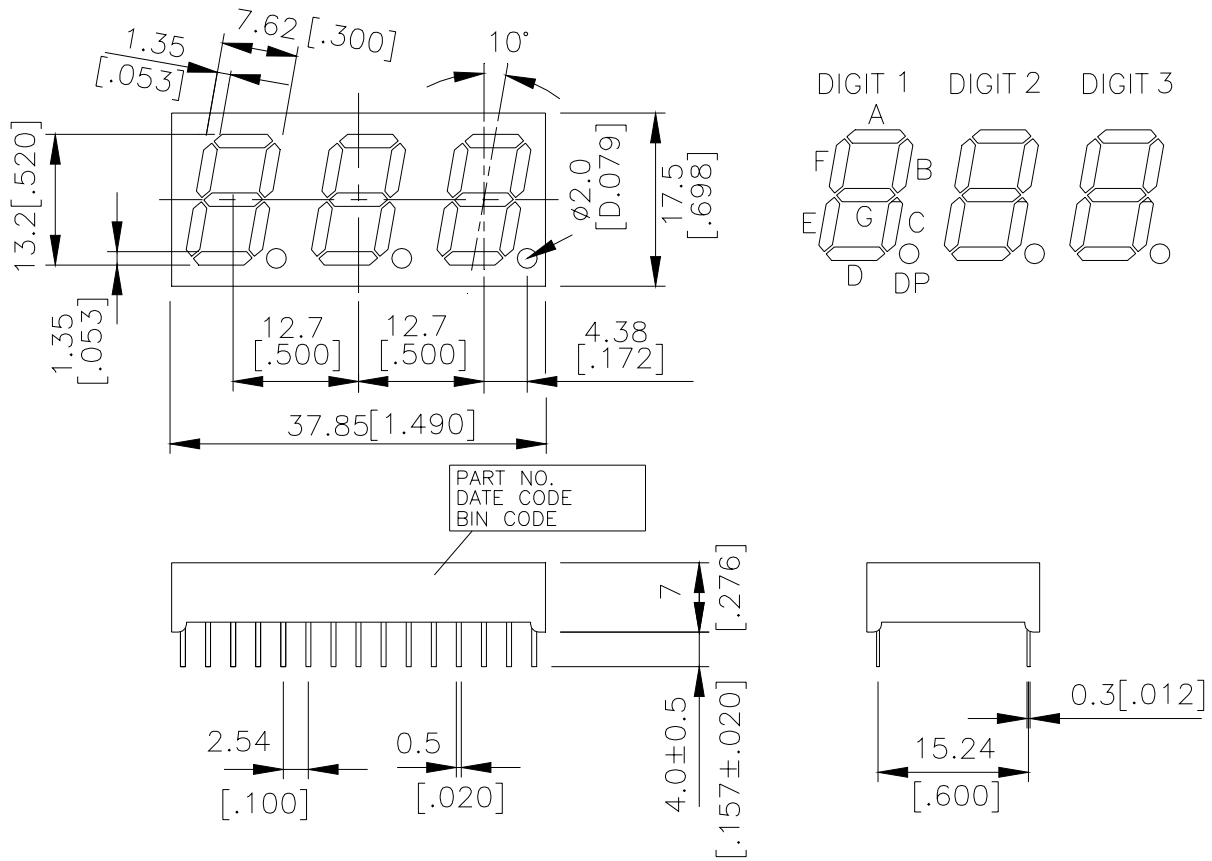 7.62 [.300]
1.35
[.053]
10°
13.2[.520]
ø2.0
[D.079]
17.5
[.698]
1.35
[.053]
12.7
[.500]
12.7
[.500]
4.38
[.172]
37.85[1.490]
DIGIT 1 DIGIT 2 DIGIT 3
A
F
B
E
G
C
D
DP
PART NO.
DATE CODE
BIN CODE
7
[.276]
4.0±0.5
[.157±.020]
2.54
[.100]
0.5
[.020]
0.3[.012]
15.24
[.600]